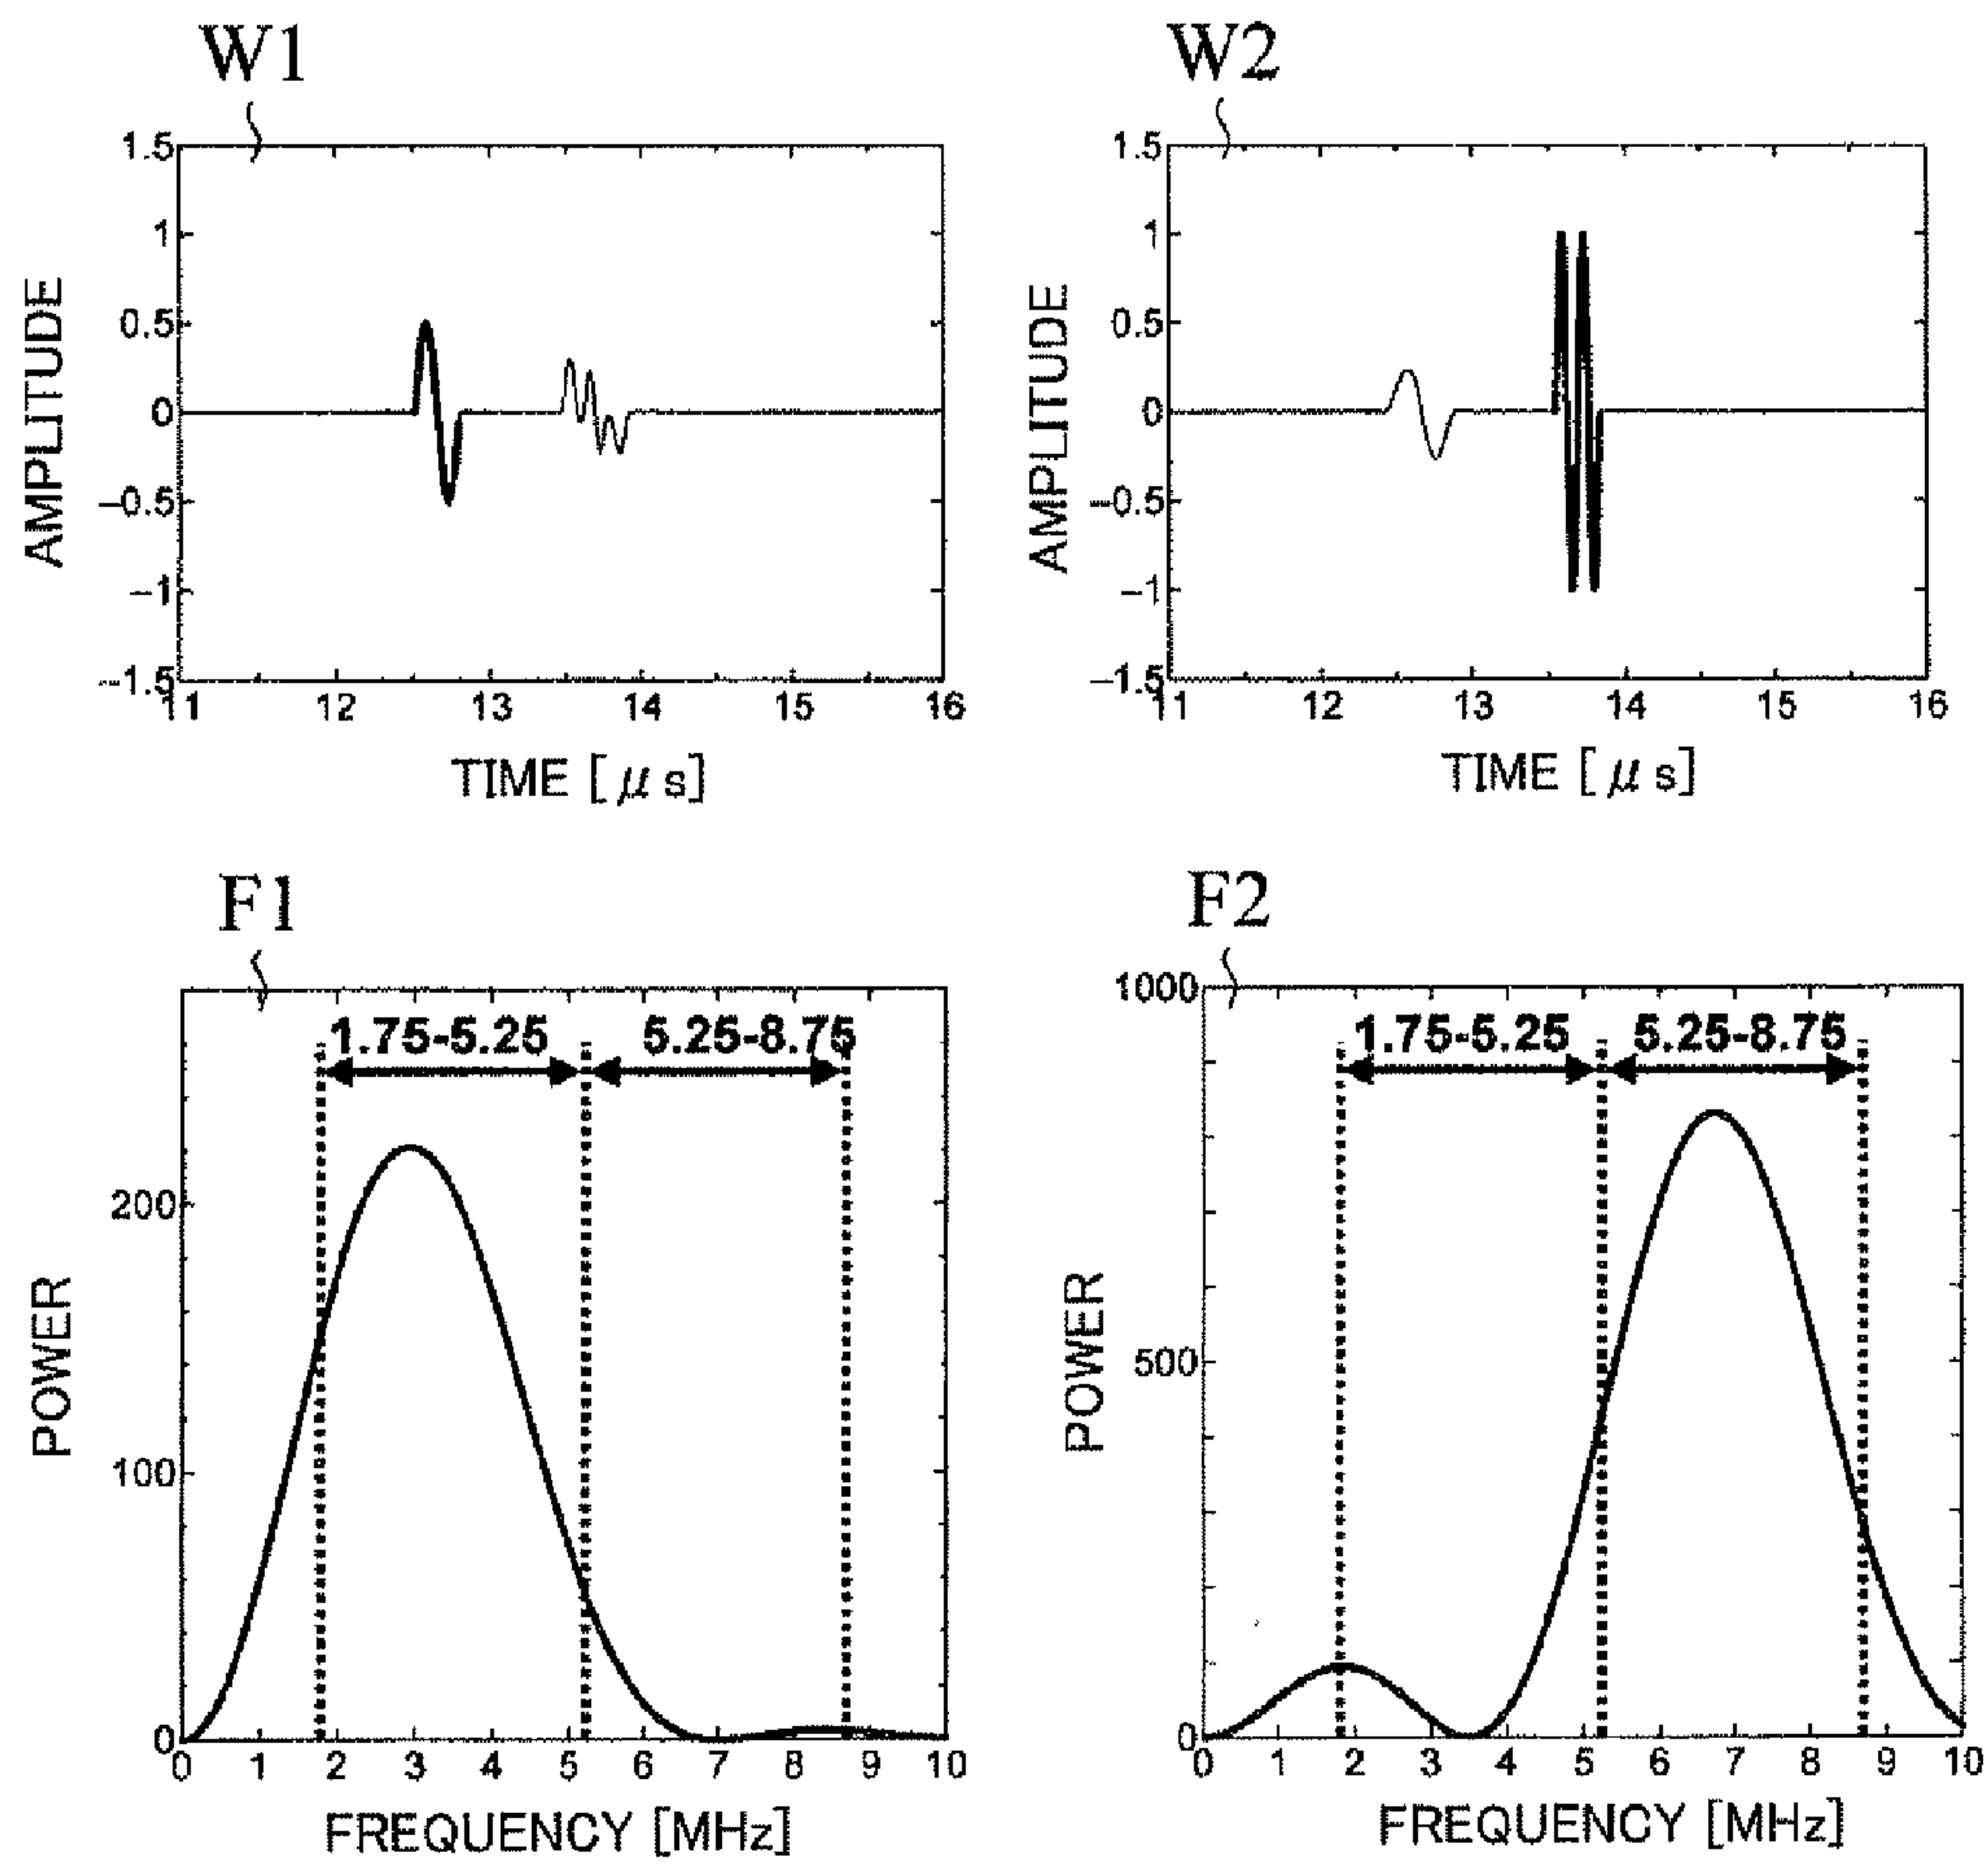 W1
1.5
1
0.5
0
-0.5
-1
-1.5
AMPLITUDE
11 12 13 14 15 16
TIME [μs]
W2
1.5
1
0.5
0
-0.5
-1
-1.5
AMPLITUDE
11 12 13 14 15 16
TIME [μs]
F1
1.75-5.25 5.25-8.75
200
100
0
POWER
0 1 2 3 4 5 6 7 8 9 10
FREQUENCY [MHz]
F2
1000
1.75-5.25 5.25-8.75
500
0
POWER
0 1 2 3 4 5 6 7 8 9 10
FREQUENCY [MHz]